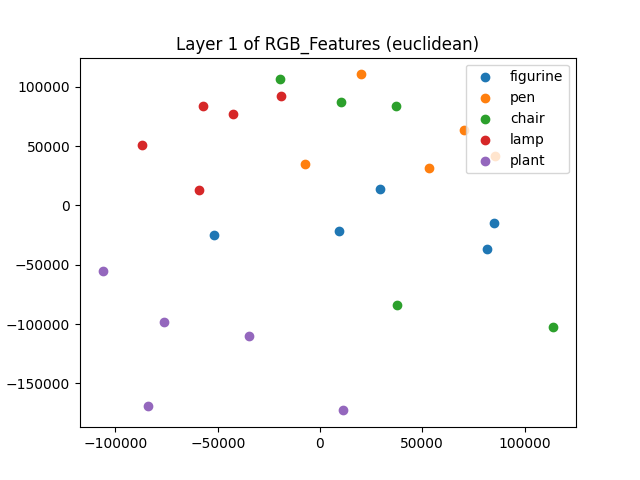 Layer 1 of RGB_Features (euclidean)
figurine
pen
chair
lamp
plant
100000
50000
0
−50000
−100000
−150000
−100000 −50000 0 50000 100000